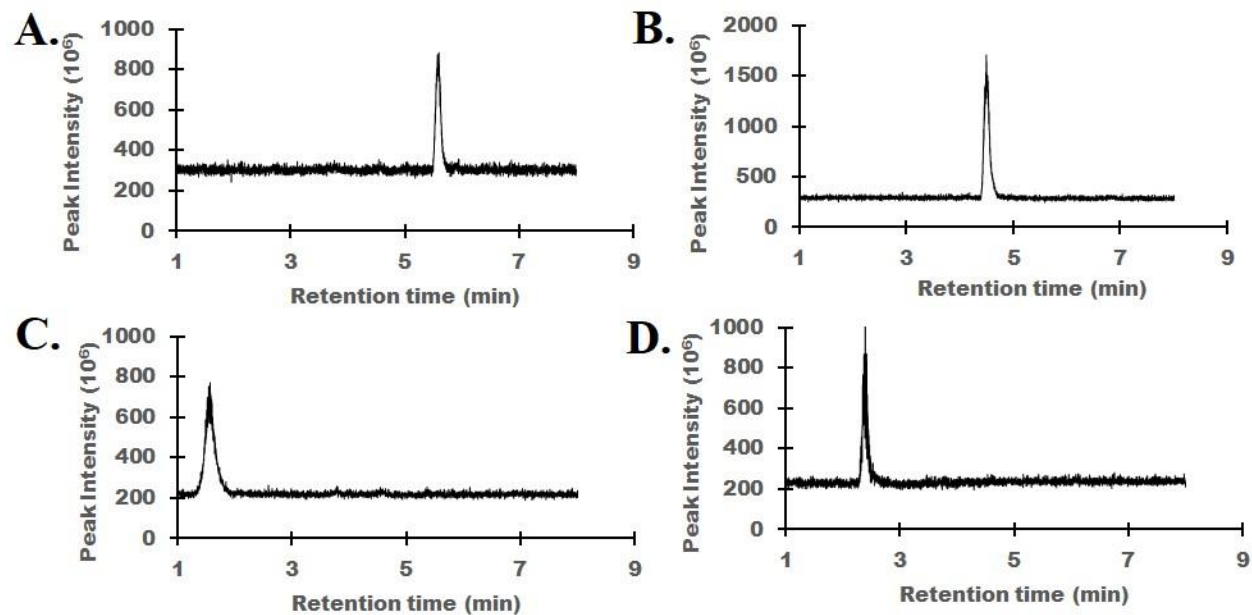 A.
Peak Intensity (10⁶)
1000
800
600
400
200
0
1 3 5 7 9
Retention time (min)
B.
Peak Intensity (10⁶)
2000
1500
1000
500
0
1 3 5 7 9
Retention time (min)
C.
Peak Intensity (10⁶)
1000
800
600
400
200
0
1 3 5 7 9
Retention time (min)
D.
Peak Intensity (10⁶)
1000
800
600
400
200
0
1 3 5 7 9
Retention time (min)